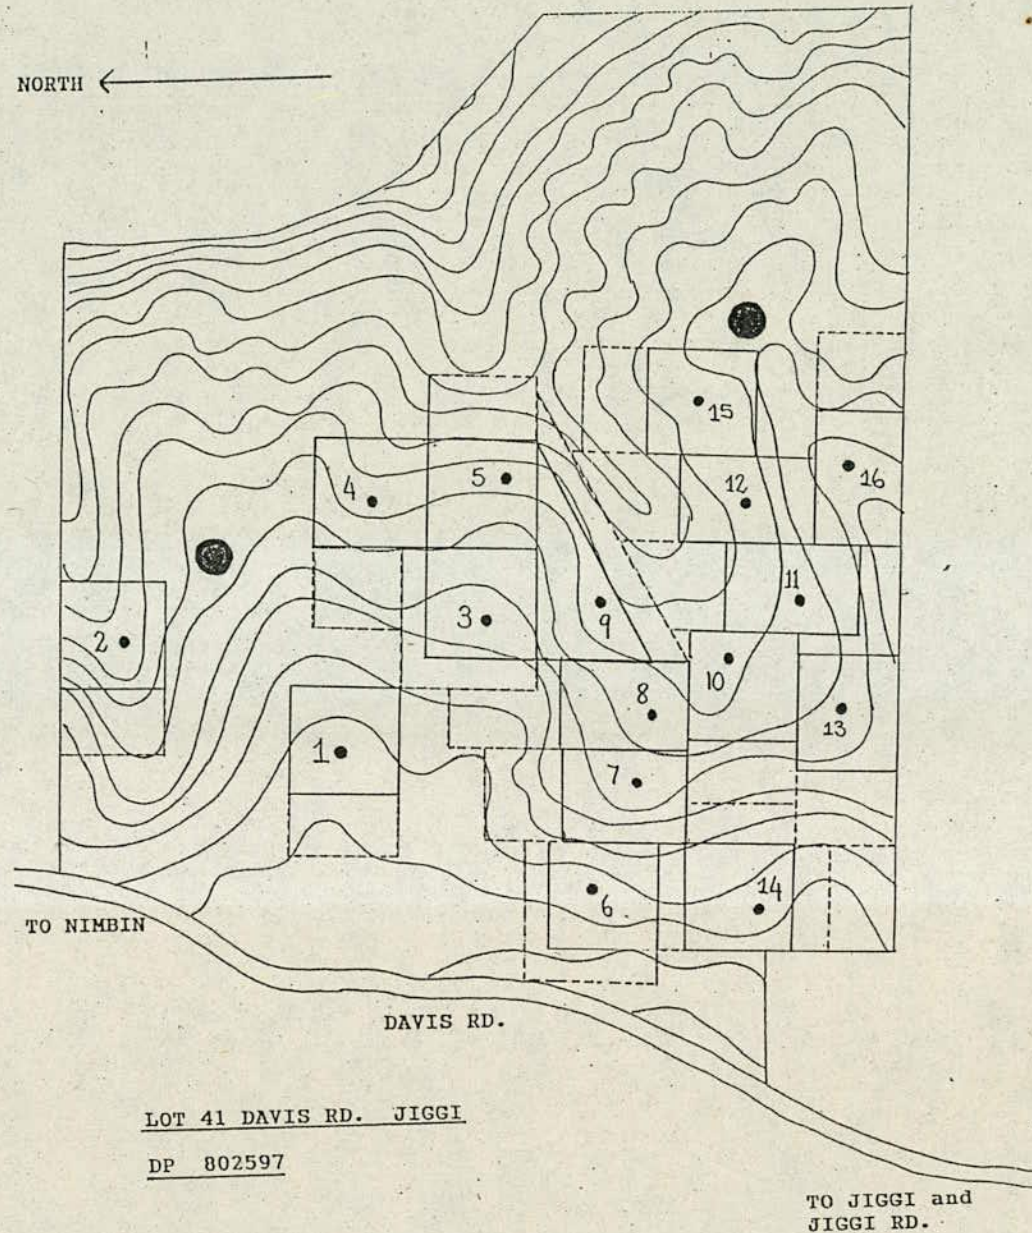 NORTH
15
16
4
5
12
2
3
9
11
10
8
13
1
7
6
14
TO NIMBIN
DAVIS RD.
LOT 41 DAVIS RD. JIGGI
DP 802597
TO JIGGI and
JIGGI RD.